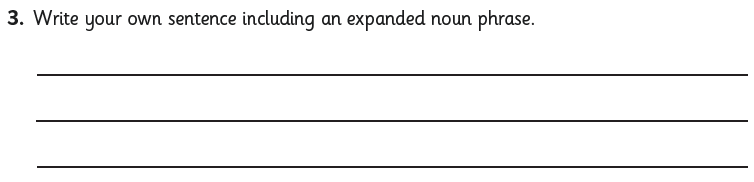 3. Write your own sentence including an expanded noun phrase.